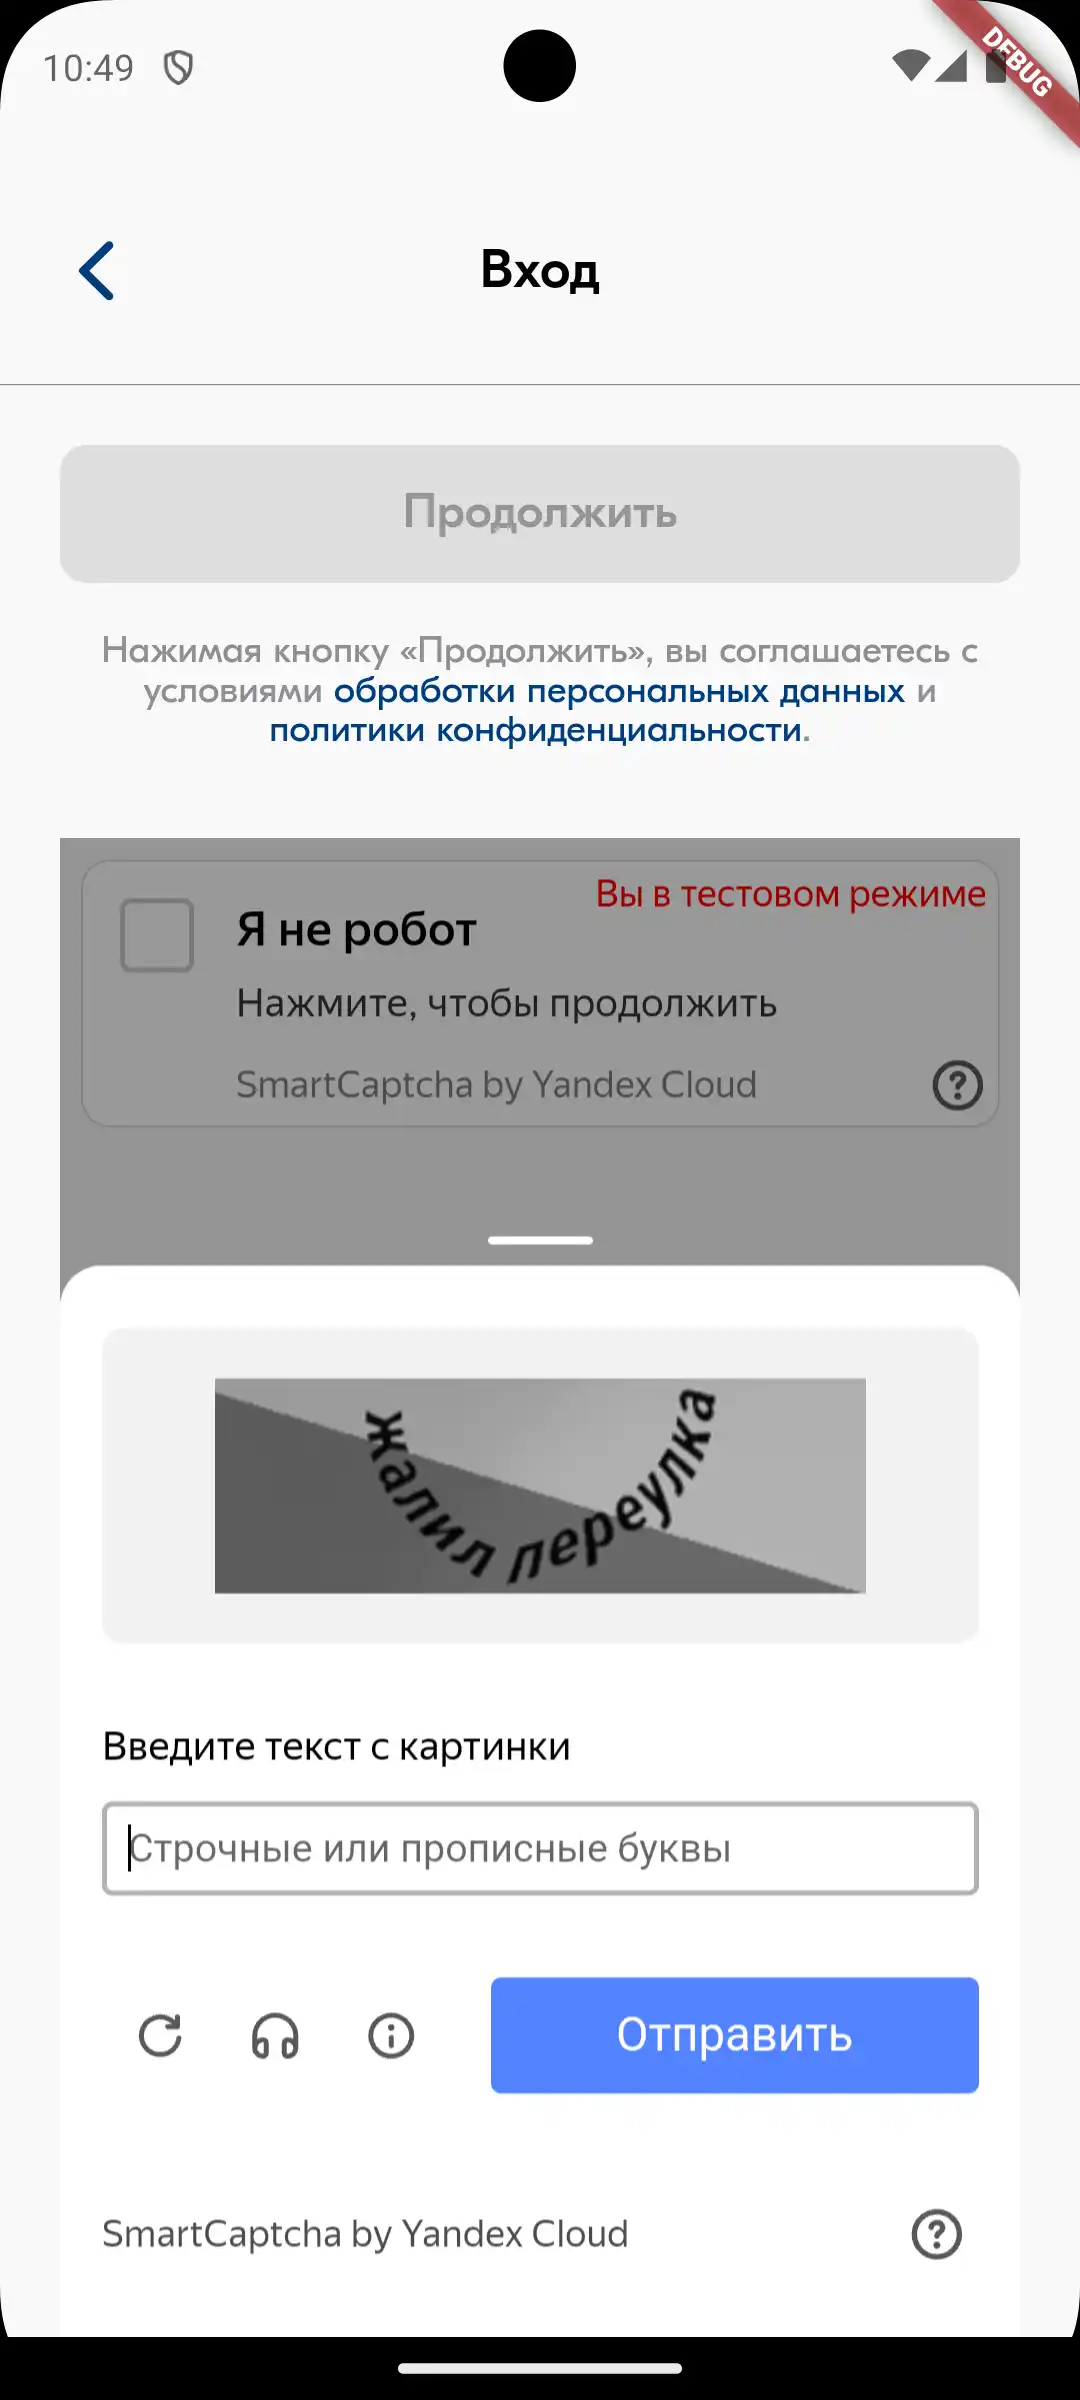 10:49
DEBUG
Вход
Продолжить
Нажимая кнопку «Продолжить», вы соглашаетесь с
условиями обработки персональных данных и
политики конфиденциальности.
Вы в тестовом режиме
Я не робот
Нажмите, чтобы продолжить
SmartCaptcha by Yandex Cloud
жалил переулка
Введите текст с картинки
Строчные или прописные буквы
Отправить
SmartCaptcha by Yandex Cloud